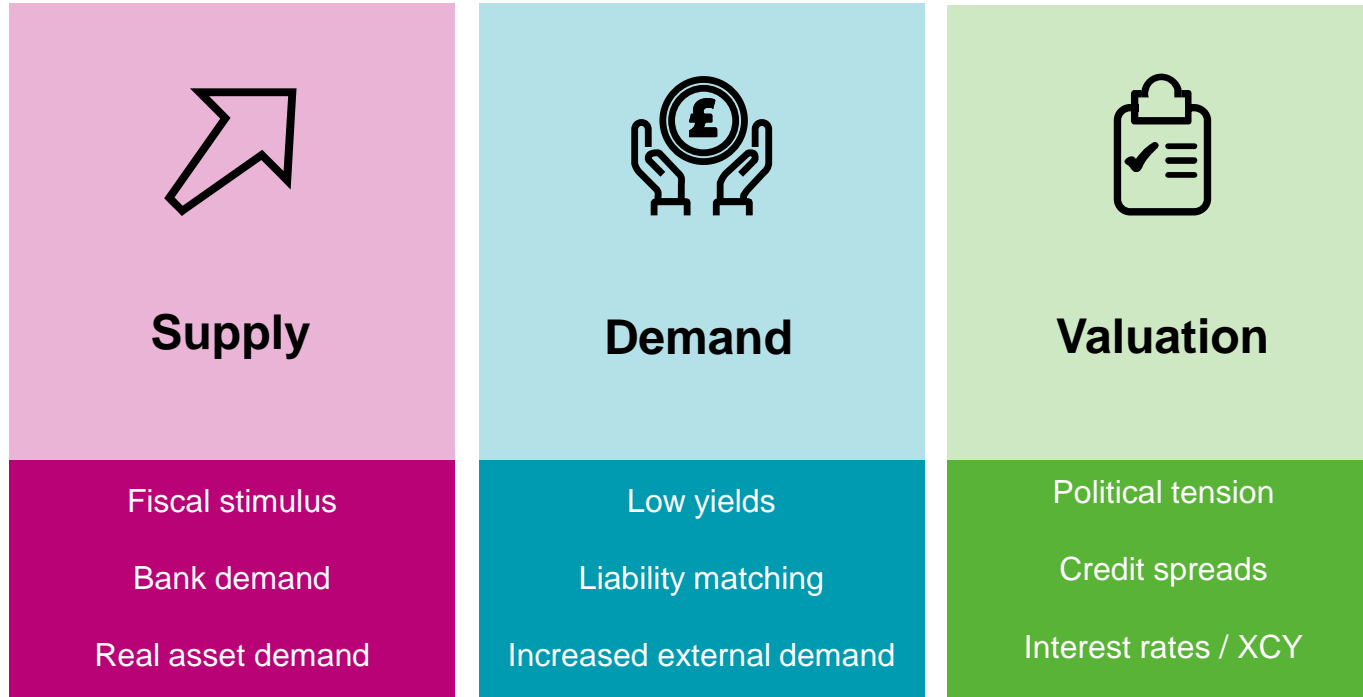 £
Supply
Fiscal stimulus
Bank demand
Real asset demand
Demand
Low yields
Liability matching
Increased external demand
Valuation
Political tension
Credit spreads
Interest rates / XCY